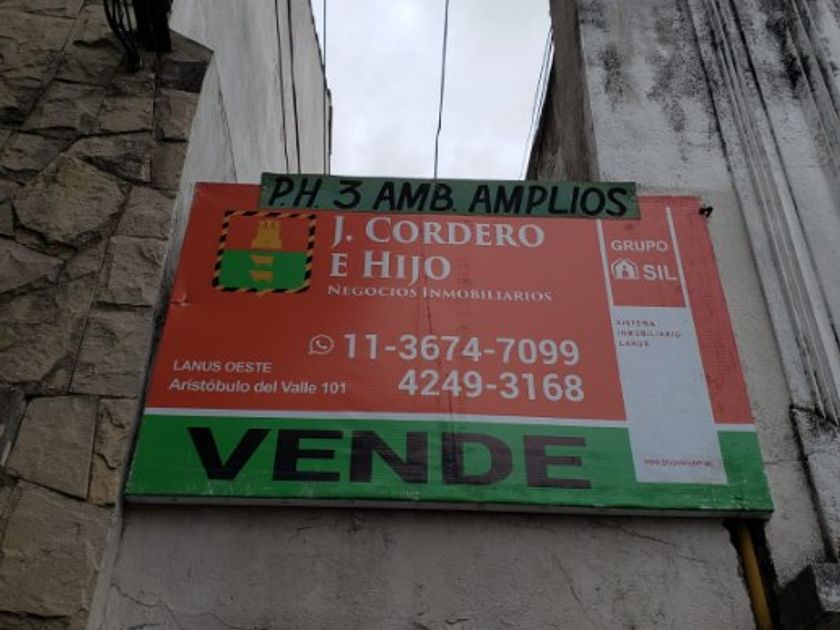 P.H. 3 AMB. AMPLIOS
J. CORDERO
E HIJO
NEGOCIOS INMOBILIARIOS
11-3674-7099
4249-3168
LANUS OESTE
Aristóbulo del Valle 101
GRUPO
SIL
SISTEMA
INMOBILIARIO
LANUS
VENDE